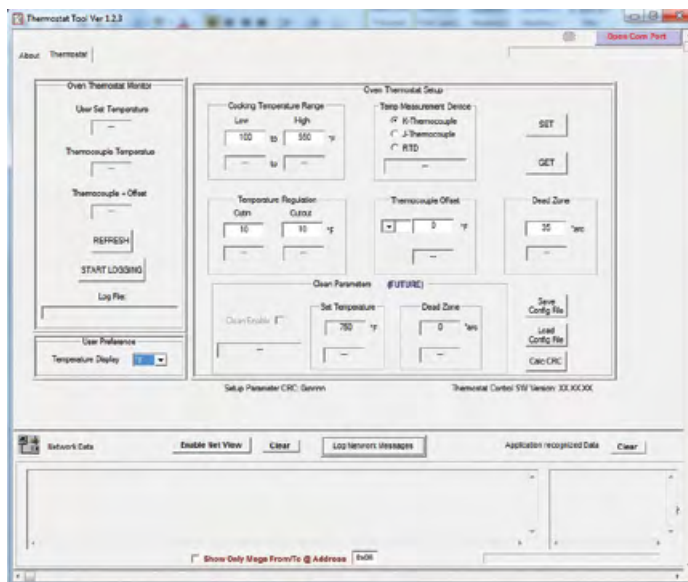 Thermostat Tool Ver 1.2.3
Open Com Port
About Thermostat
Oven Thermostat Monitor
User Set Temperature
---
Thermocouple Temperature
---
Thermocouple + Offset
---
REFRESH
START LOGGING
Log File:
User Preference
Temperature Display
Oven Thermostat Setup
Cooking Temperature Range
Low High
100 to 550 °F
--- to ---
Temp Measurement Device
K-Thermocouple
J-Thermocouple
RTD
---
SET
GET
Temperature Regulation
Cutin Cutout
10 10 °F
--- ---
Thermocouple Offset
0 °F
---
Dead Zone
35 °arc
---
Clean Parameters (FUTURE)
Clean Enable
---
Set Temperature
750 °F
---
Dead Zone
0 °arc
---
Save Config File
Load Config File
Calc CRC
Setup Parameter CRC:
Thermostat Control SW Version: XX.XX.XX
Network Data
Enable Net View
Clear
Log Network Messages
Application recognized Data
Clear
Show Only Msgs From/To @ Address